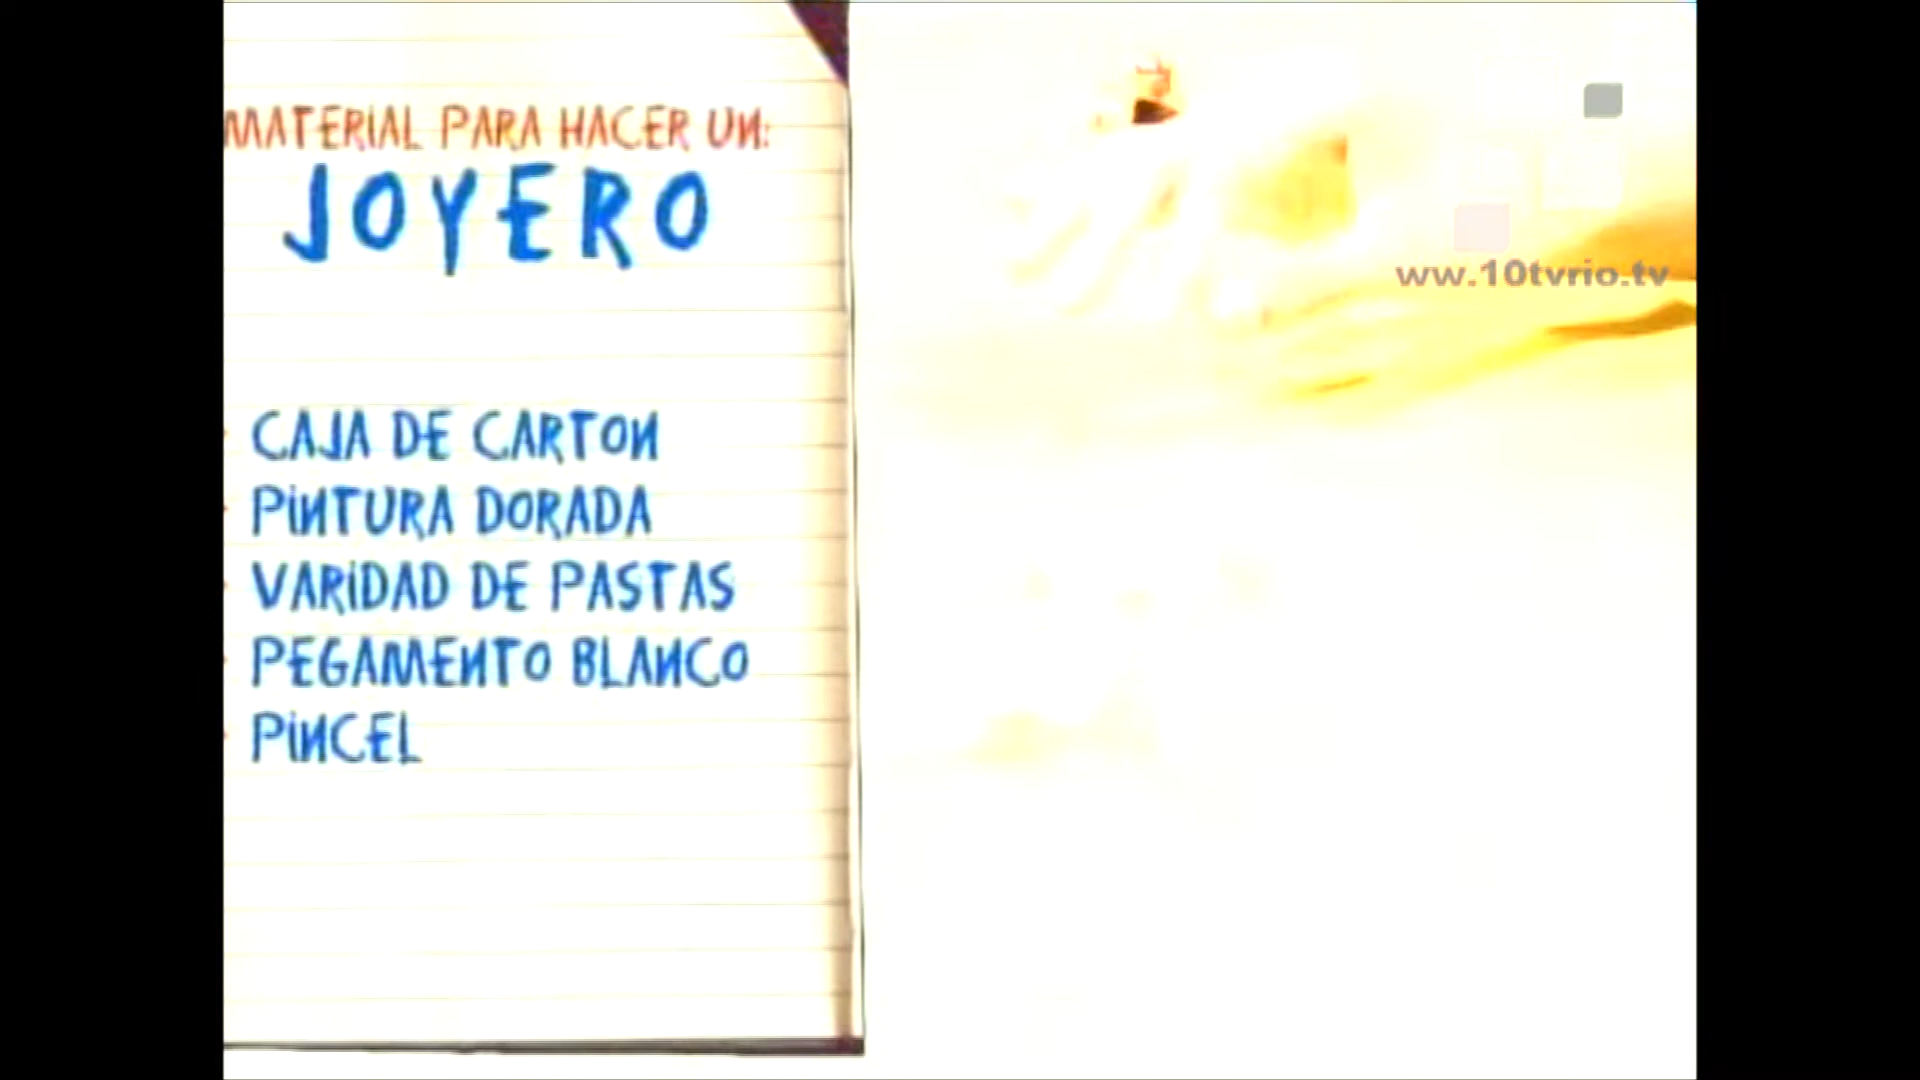 MATERIAL PARA HACER UN:
JOYERO
CAJA DE CARTON
PINTURA DORADA
VARIDAD DE PASTAS
PEGAMENTO BLANCO
PINCEL
ww.10tvrio.tv